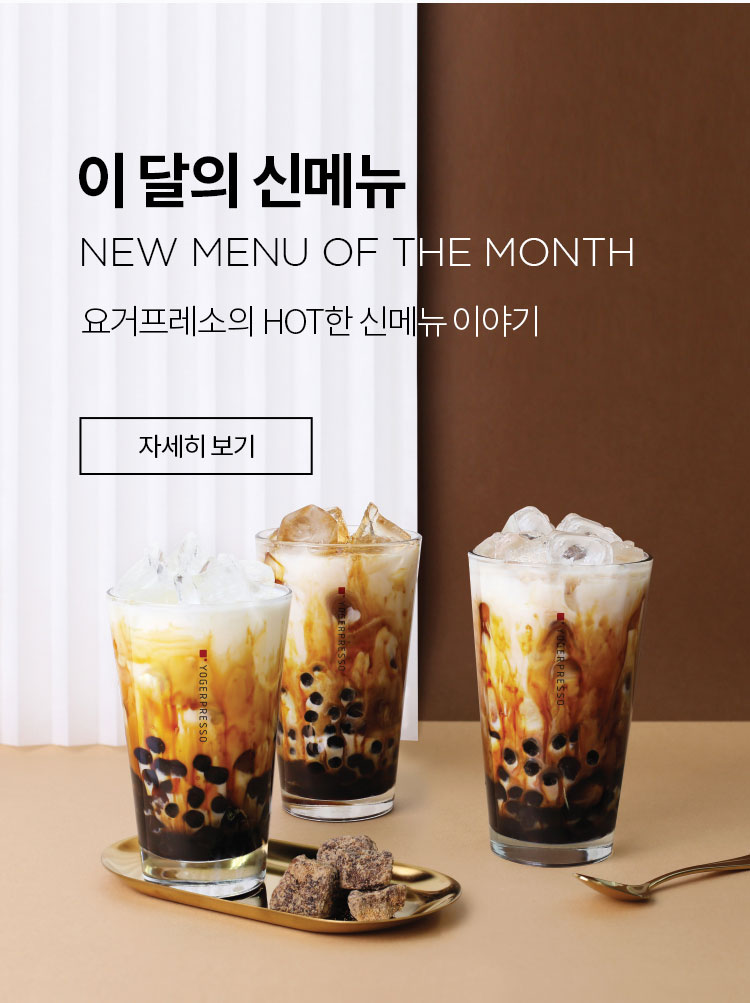 이 달의 신메뉴
NEW MENU OF THE MONTH
요거프레소의 HOT한 신메뉴 이야기
자세히 보기
YOGERPRESSO
YOGERPRESSO
YOGERPRESSO